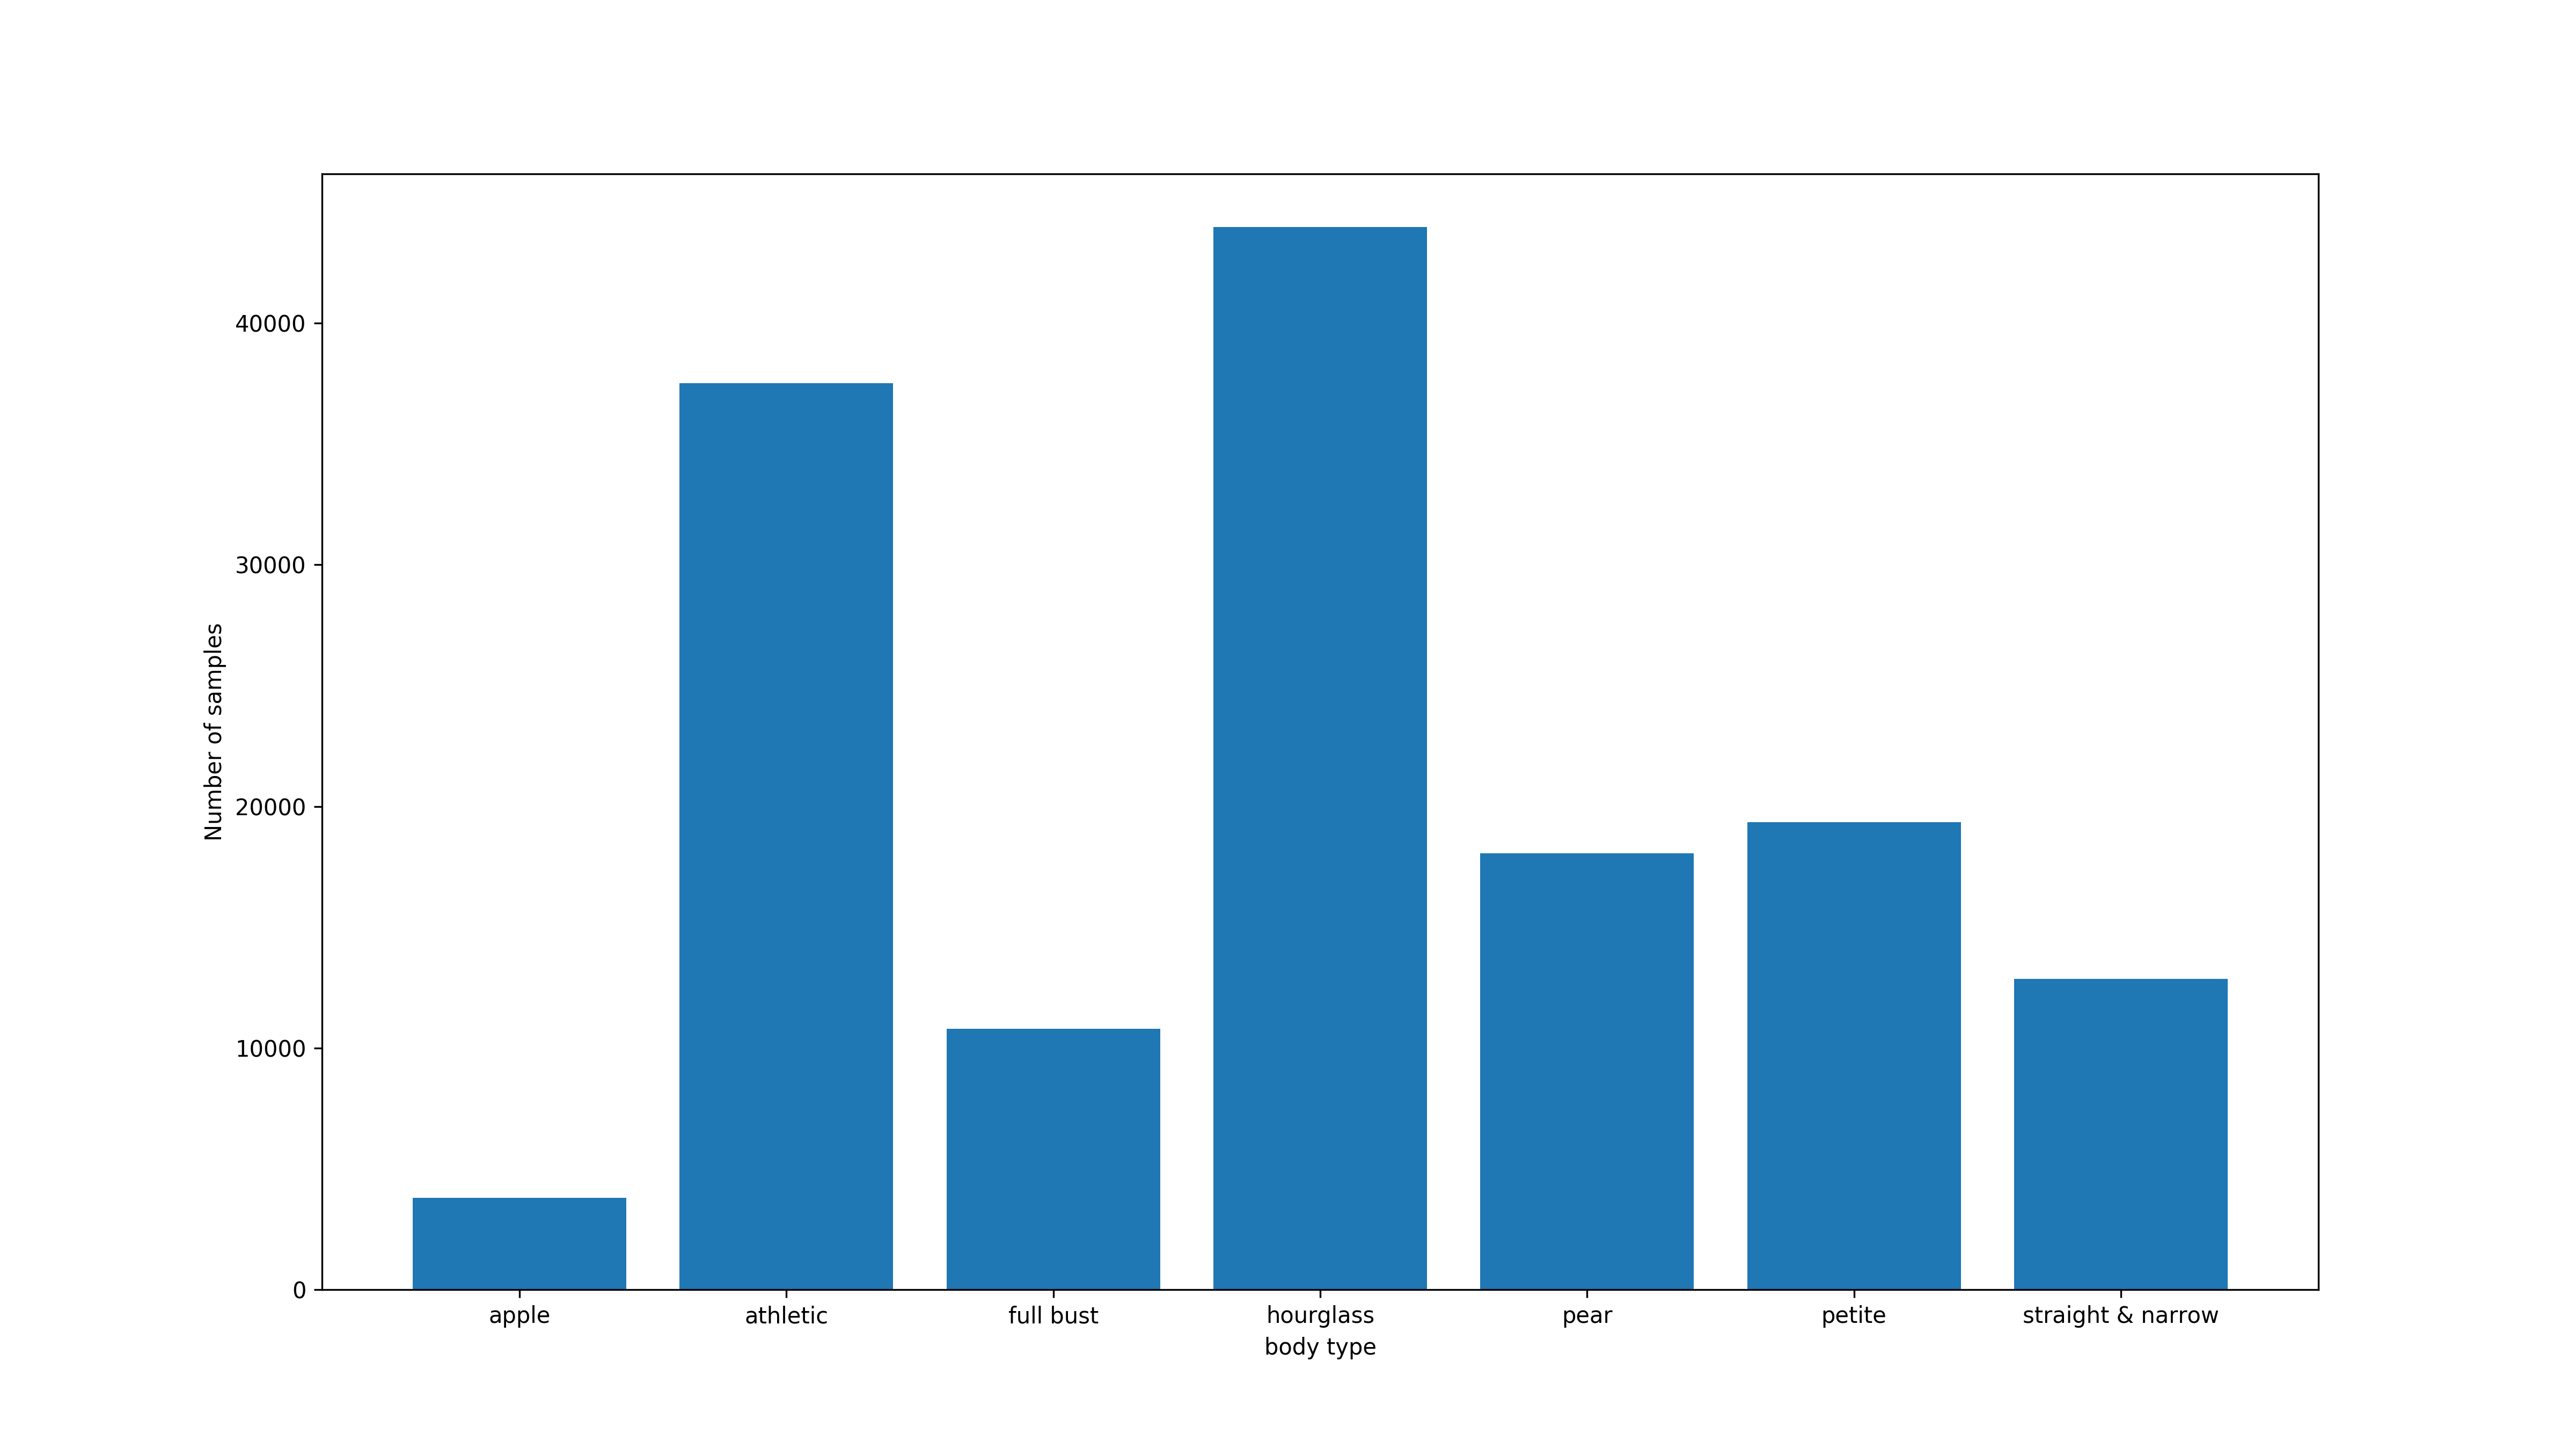 Number of samples
40000
30000
20000
10000
0
apple athletic full bust hourglass pear petite straight & narrow
body type